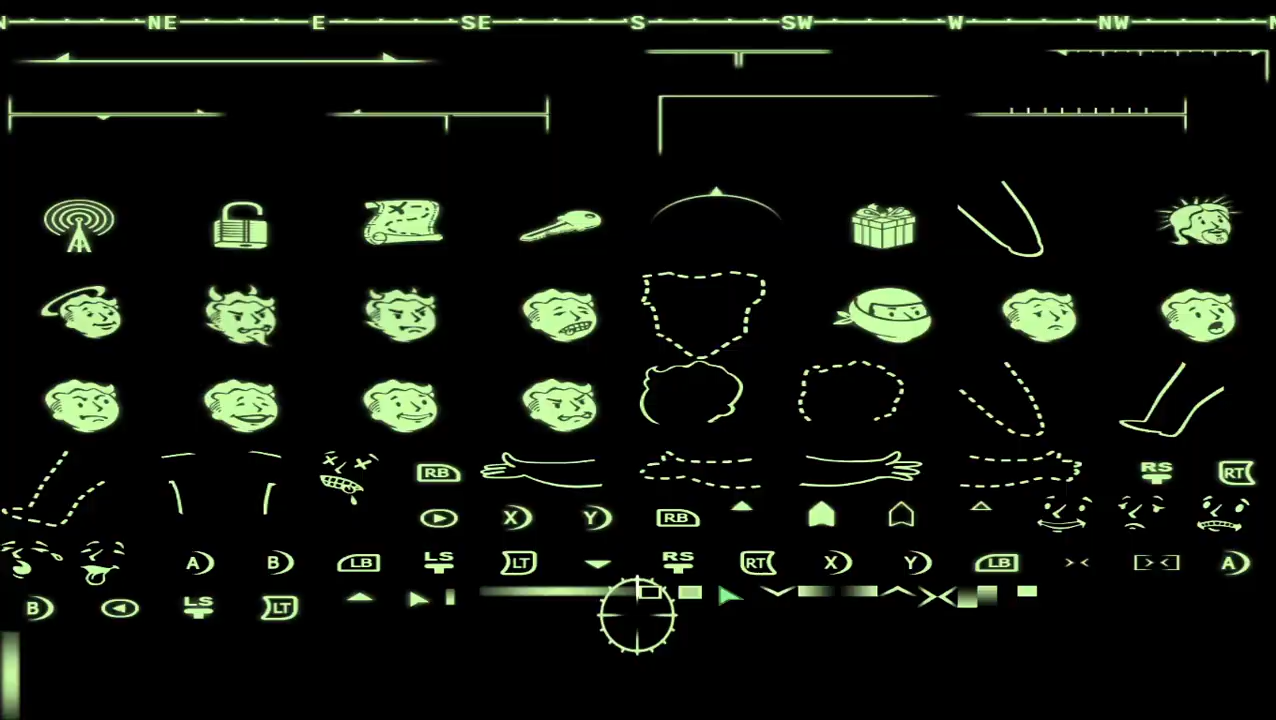 N NE E SE S SW W NW N
RB RS RT
X Y RB
A B LB LS LT RS RT X Y LB A
B LS LT